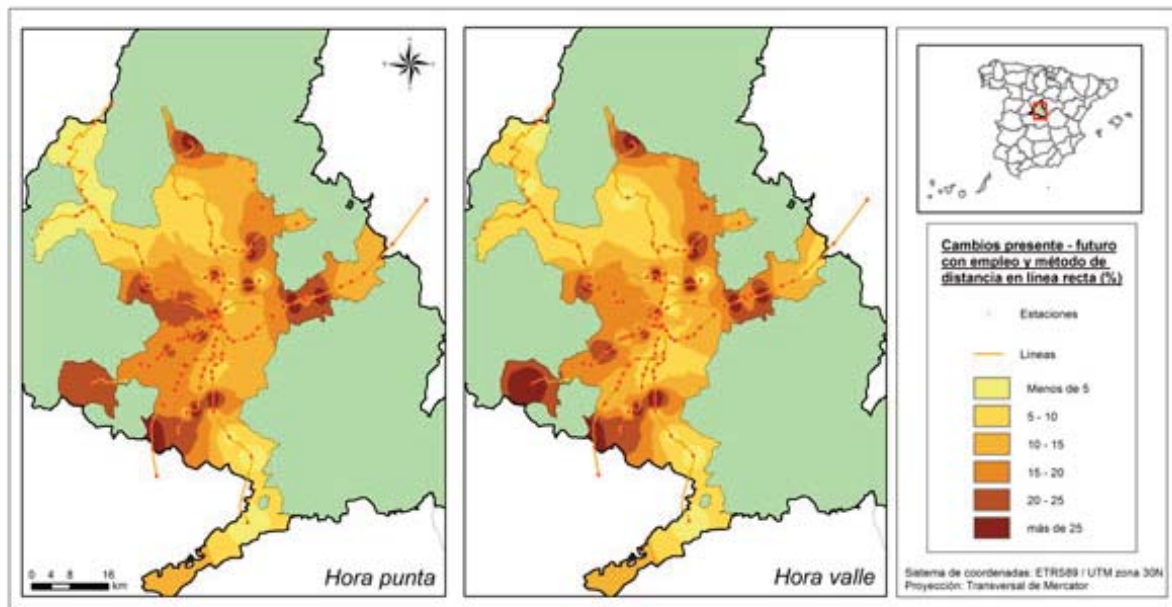 0 4 8 16
km
Hora punta
Hora valle
Cambios presente - futuro
con empleo y método de
distancia en línea recta (%)
Estaciones
Líneas
Menos de 5
5 - 10
10 - 15
15 - 20
20 - 25
más de 25
Sistema de coordenadas: ETRS89 / UTM zona 30N
Proyección: Transversal de Mercator